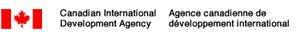 Canadian International
Development Agency
Agence canadienne de
développement international